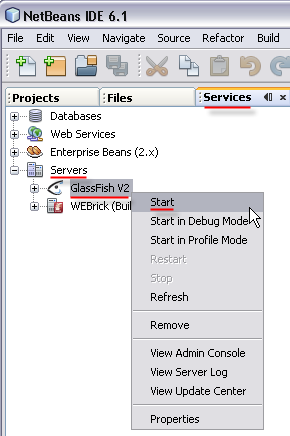 NetBeans IDE 6.1
File Edit View Navigate Source Refactor Build
Projects Files Services
Databases
Web Services
Enterprise Beans (2.x)
Servers
GlassFish V2
WEBrick (Buil
Start
Start in Debug Mode
Start in Profile Mode
Restart
Stop
Refresh
Remove
View Admin Console
View Server Log
View Update Center
Properties